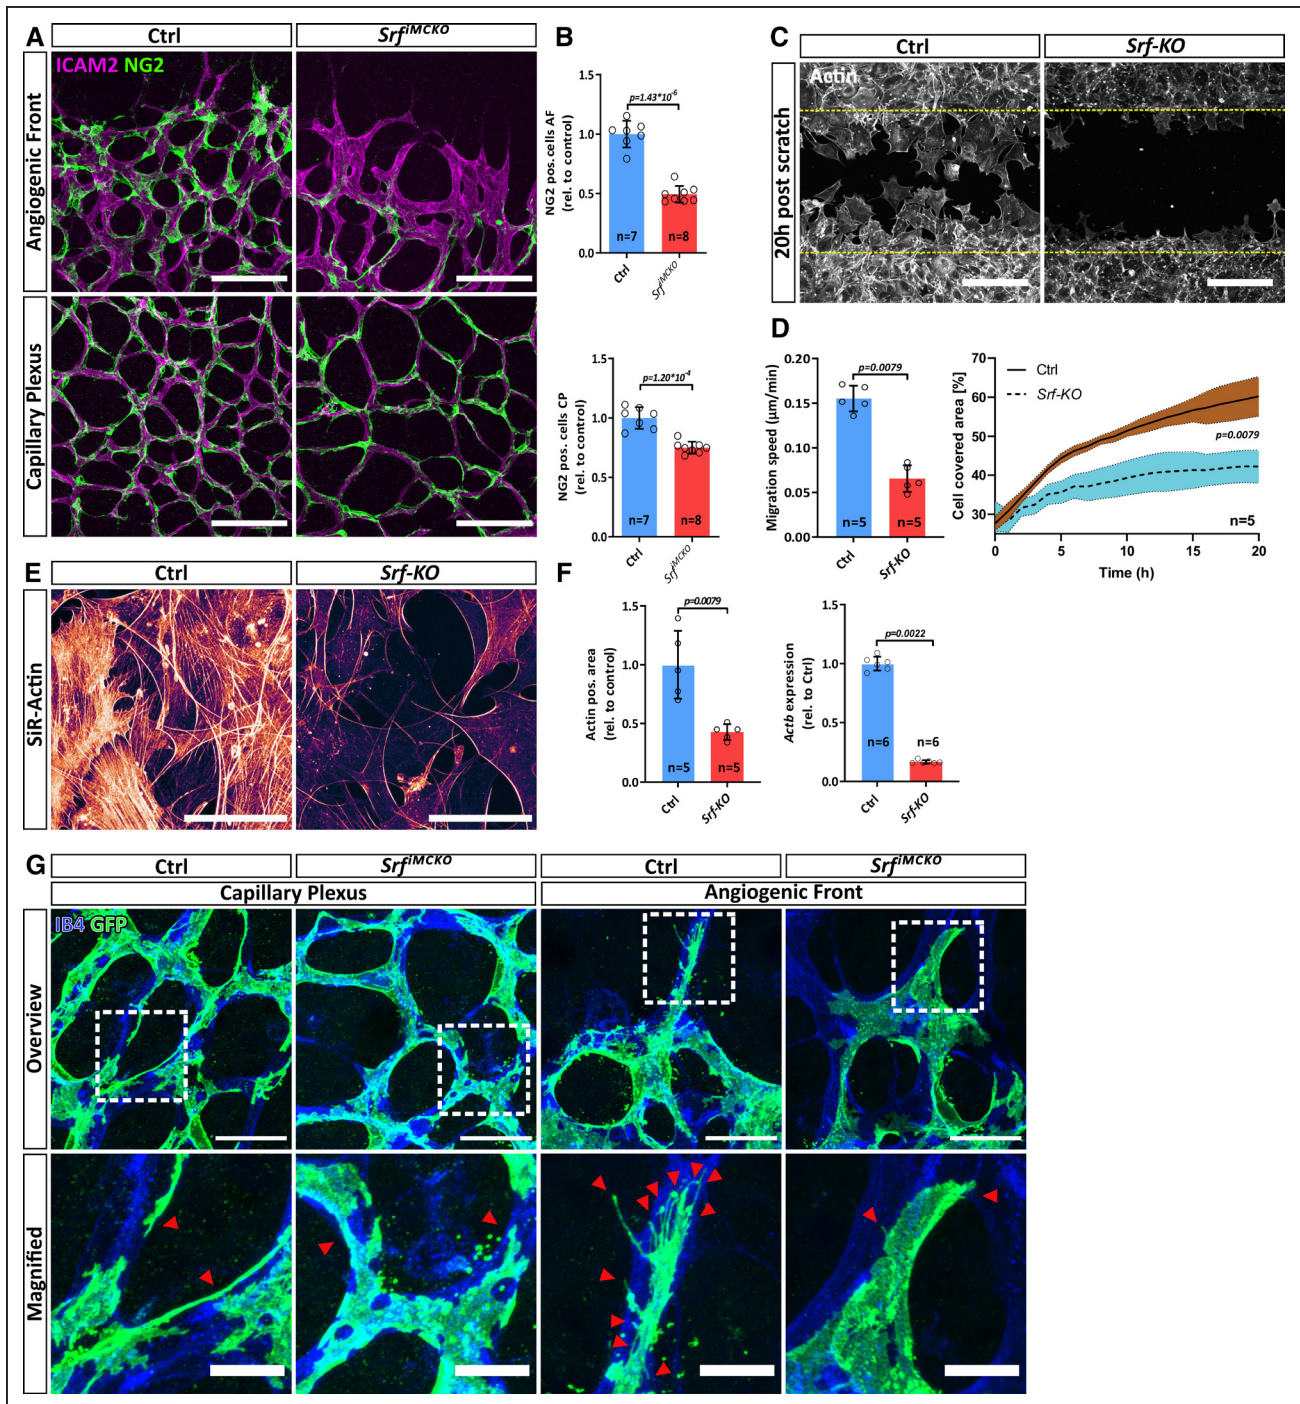 A
Ctrl
Srf^iMCKO
Angiogenic Front
ICAM2 NG2
Capillary Plexus
B
NG2 pos. cells AF
(rel. to control)
1.5
1.0
0.5
0.0
p=1.43*10^-6
n=7
n=8
Ctrl
Srf^iMCKO
NG2 pos. cells CP
(rel. to control)
1.5
1.0
0.5
0.0
p=1.20*10^-4
n=7
n=8
Ctrl
Srf^iMCKO
C
Ctrl
Srf-KO
20h post scratch
Actin
D
Migration speed (µm/min)
0.20
0.15
0.10
0.05
0.00
p=0.0079
n=5
n=5
Ctrl
Srf-KO
Cell covered area [%]
70
60
50
40
30
Ctrl
Srf-KO
p=0.0079
n=5
0
5
10
15
20
Time (h)
E
Ctrl
Srf-KO
SiR-Actin
F
Actin pos. area
(rel. to control)
1.5
1.0
0.5
0.0
p=0.0079
n=5
n=5
Ctrl
Srf-KO
Actb expression
(rel. to Ctrl)
1.5
1.0
0.5
0.0
p=0.0022
n=6
n=6
Ctrl
Srf-KO
G
Ctrl
Srf^iMCKO
Ctrl
Srf^iMCKO
Capillary Plexus
Angiogenic Front
Overview
IB4 GFP
Magnified